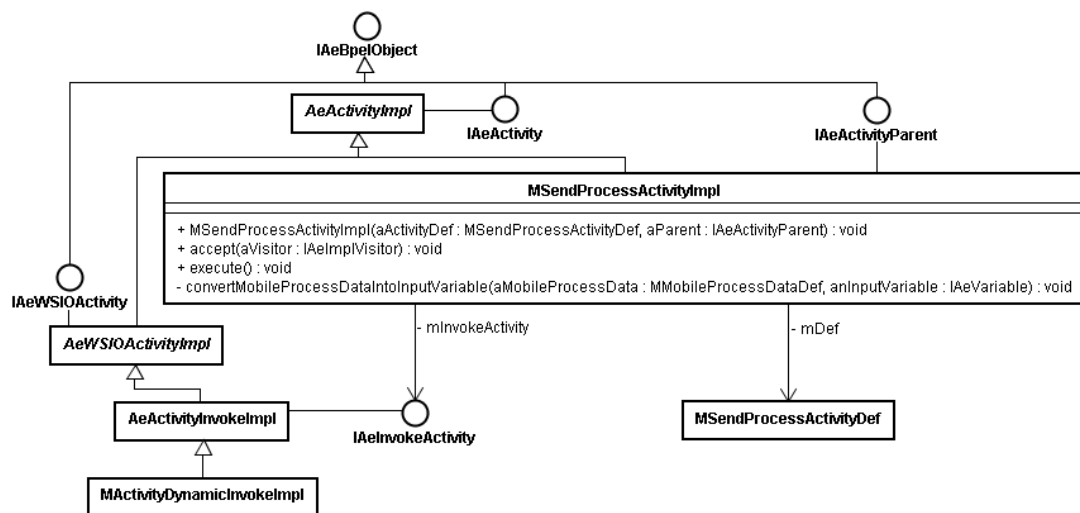 IAeBpelObject
AeActivityImpl
IAeActivity
IAeActivityParent
MSendProcessActivityImpl
+ MSendProcessActivityImpl(aActivityDef : MSendProcessActivityDef, aParent : IAeActivityParent) : void
+ accept(aVisitor : IAeImplVisitor) : void
+ execute() : void
- convertMobileProcessDataIntoInputVariable(aMobileProcessData : MMobileProcessDataDef, anInputVariable : IAeVariable) : void
IAeWSIOActivity
- mInvokeActivity
- mDef
AeWSIOActivityImpl
AeActivityInvokeImpl
IAeInvokeActivity
MSendProcessActivityDef
MActivityDynamicInvokeImpl